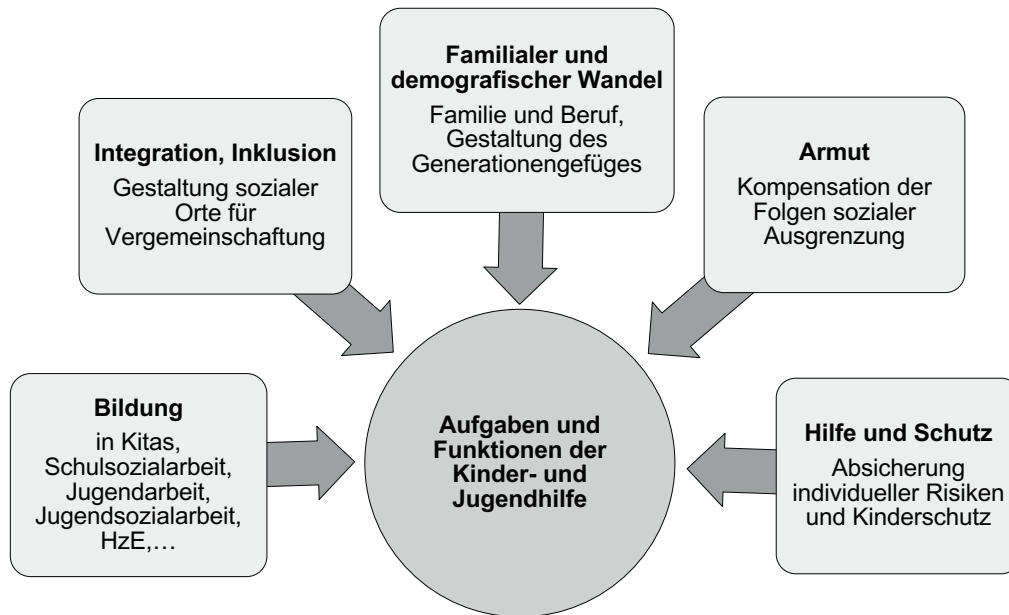 Familialer und
demografischer Wandel
Familie und Beruf,
Gestaltung des
Generationengefüges
Integration, Inklusion
Gestaltung sozialer
Orte für
Vergemeinschaftung
Armut
Kompensation der
Folgen sozialer
Ausgrenzung
Bildung
in Kitas,
Schulsozialarbeit,
Jugendarbeit,
Jugendsozialarbeit,
HzE,…
Aufgaben und
Funktionen der
Kinder- und
Jugendhilfe
Hilfe und Schutz
Absicherung
individueller Risiken
und Kinderschutz